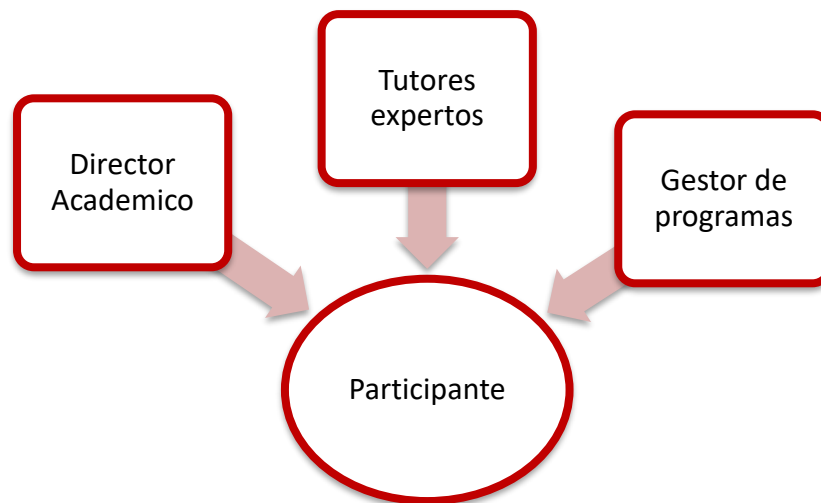 Tutores
expertos
Director
Academico
Gestor de
programas
Participante